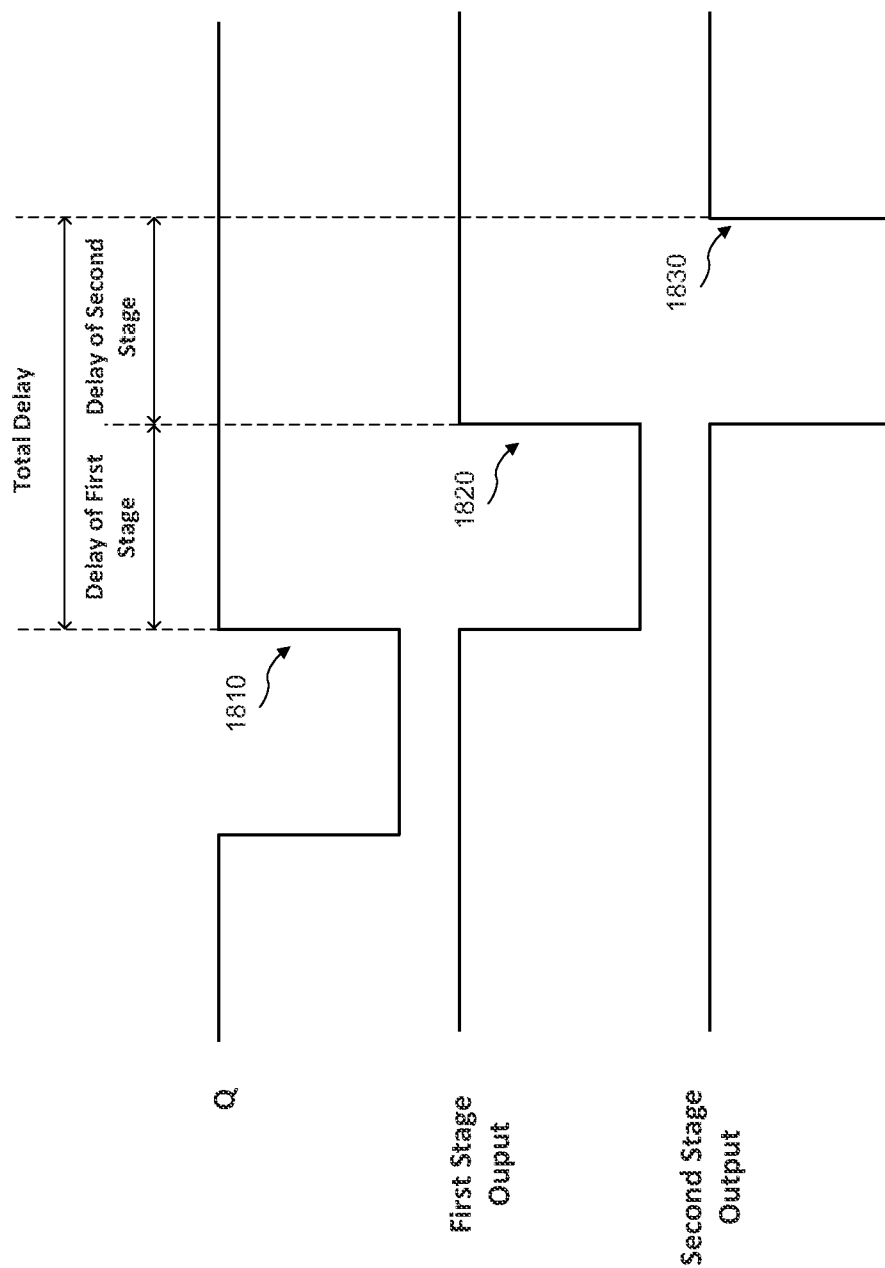 Total Delay
Delay of First
Stage
Delay of Second
Stage
Q
1810
First Stage
Ouput
1820
Second Stage
Output
1830